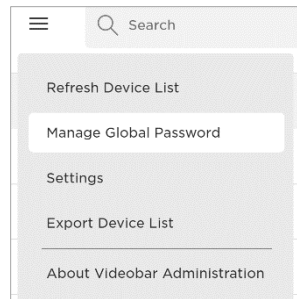 Search
Refresh Device List
Manage Global Password
Settings
Export Device List
About Videobar Administration